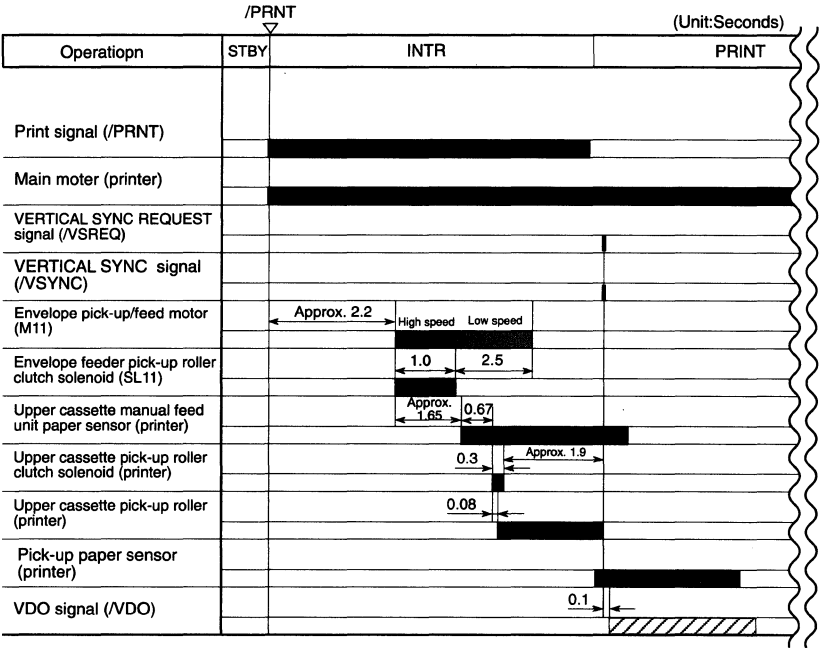 /PRNT
(Unit:Seconds)
Operatiopn STBY INTR PRINT
Print signal (/PRNT)
Main moter (printer)
VERTICAL SYNC REQUEST
signal (/VSREQ)
VERTICAL SYNC signal
(/VSYNC)
Envelope pick-up/feed motor
(M11)
Approx. 2.2
High speed Low speed
Envelope feeder pick-up roller
clutch solenoid (SL11)
1.0 2.5
Upper cassette manual feed
unit paper sensor (printer)
Approx.
1.65
0.67
Upper cassette pick-up roller
clutch solenoid (printer)
0.3
Approx. 1.9
Upper cassette pick-up roller
(printer)
0.08
Pick-up paper sensor
(printer)
VDO signal (/VDO)
0.1